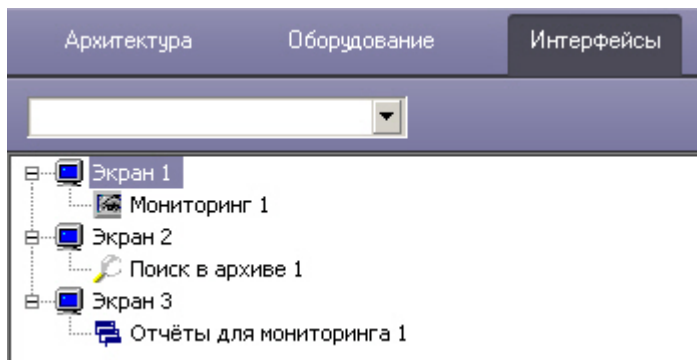 Архитектура Оборудование Интерфейсы
Экран 1
Мониторинг 1
Экран 2
Поиск в архиве 1
Экран 3
Отчёты для мониторинга 1